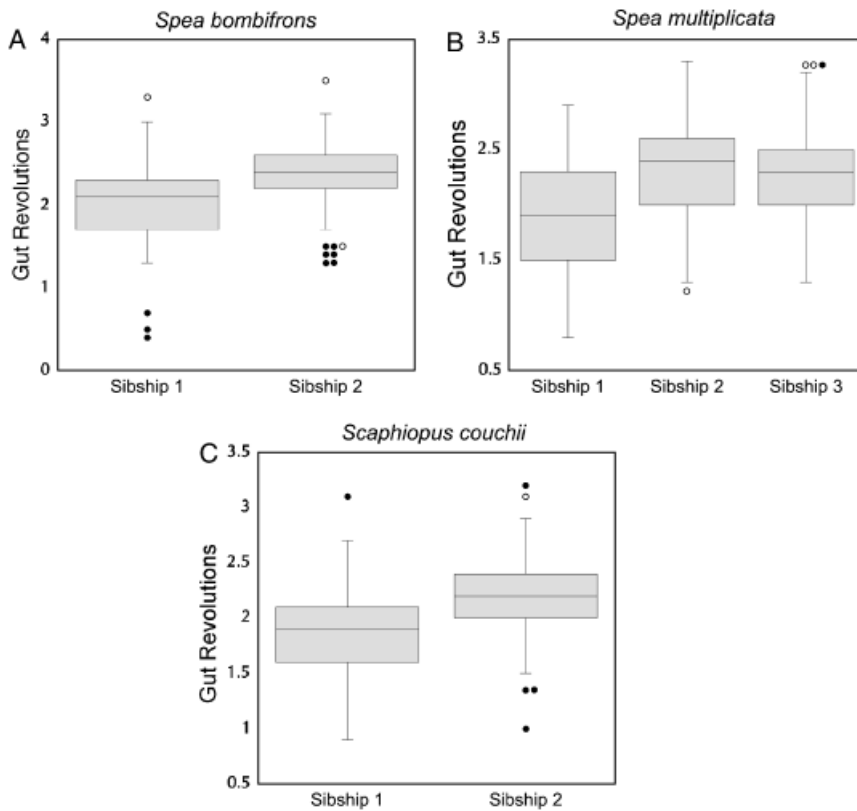 Spea bombifrons
A
Gut Revolutions
4
3
2
1
0
Sibship 1 Sibship 2
Spea multiplicata
B
Gut Revolutions
3.5
2.5
1.5
0.5
Sibship 1 Sibship 2 Sibship 3
Scaphiopus couchii
C
Gut Revolutions
3.5
3
2.5
2
1.5
1
0.5
Sibship 1 Sibship 2